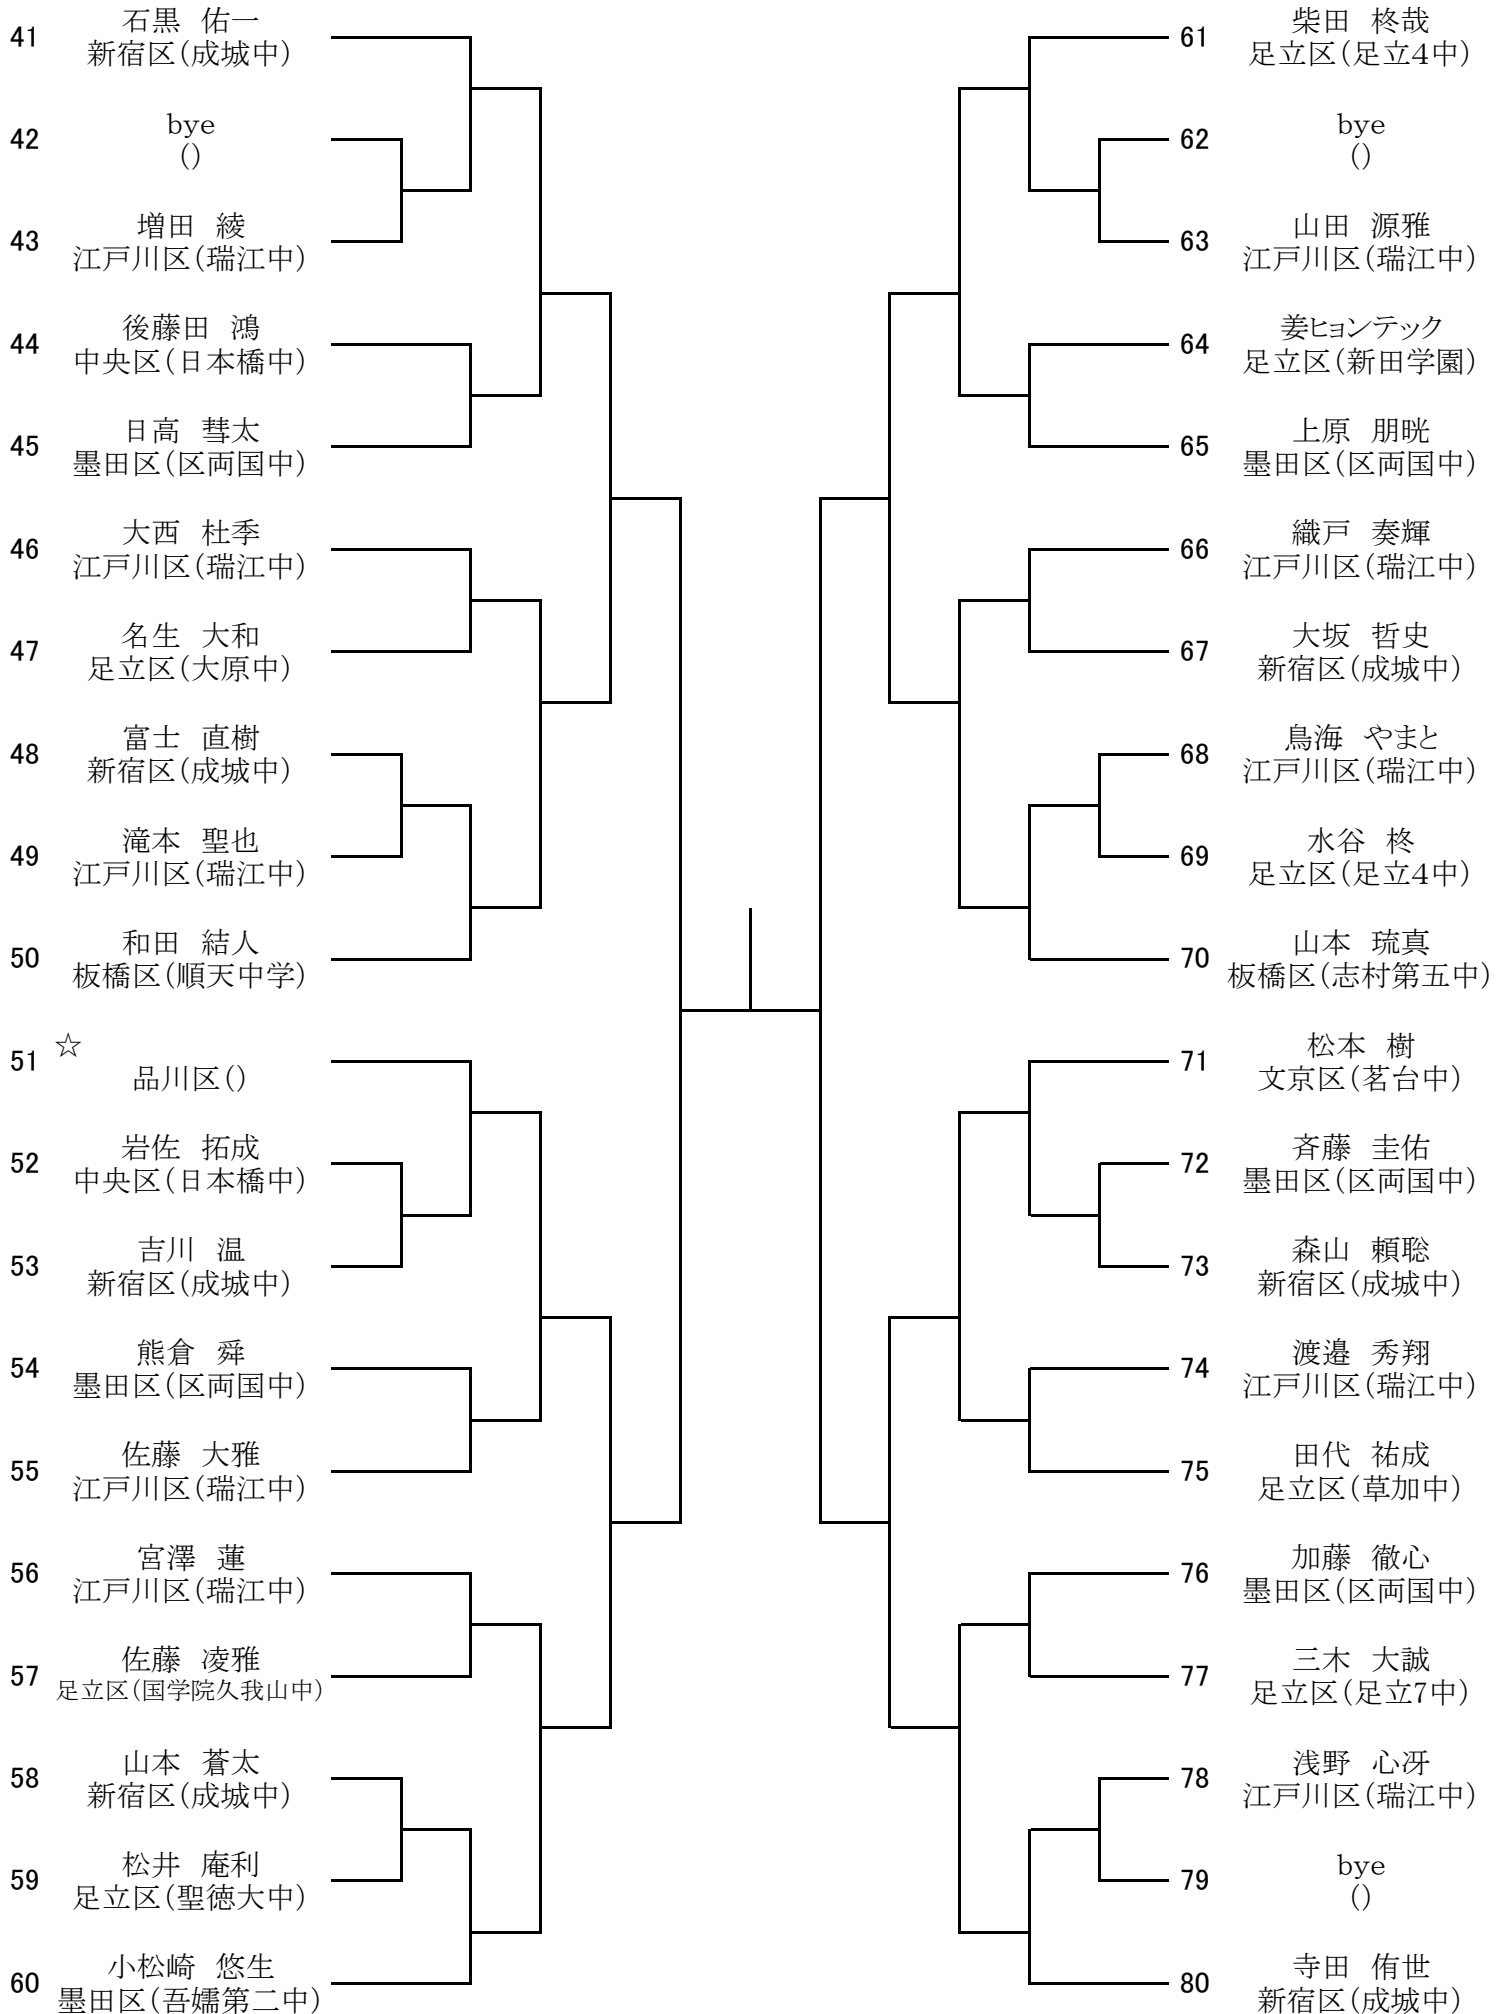 41
石黒 佑一
新宿区(成城中)
42
bye
()
43
増田 綾
江戸川区(瑞江中)
44
後藤田 鴻
中央区(日本橋中)
45
日高 彗太
墨田区(区両国中)
46
大西 杜季
江戸川区(瑞江中)
47
名生 大和
足立区(大原中)
48
富士 直樹
新宿区(成城中)
49
滝本 聖也
江戸川区(瑞江中)
50
和田 結人
板橋区(順天中学)
51
☆
品川区()
52
岩佐 拓成
中央区(日本橋中)
53
吉川 温
新宿区(成城中)
54
熊倉 舜
墨田区(区両国中)
55
佐藤 大雅
江戸川区(瑞江中)
56
宮澤 蓮
江戸川区(瑞江中)
57
佐藤 凌雅
足立区(国学院久我山中)
58
山本 蒼太
新宿区(成城中)
59
松井 庵利
足立区(聖徳大中)
60
小松崎 悠生
墨田区(吾嬬第二中)
61
柴田 柊哉
足立区(足立4中)
62
bye
()
63
山田 源雅
江戸川区(瑞江中)
64
姜ヒョンテック
足立区(新田学園)
65
上原 朋晄
墨田区(区両国中)
66
織戸 奏輝
江戸川区(瑞江中)
67
大坂 哲史
新宿区(成城中)
68
鳥海 やまと
江戸川区(瑞江中)
69
水谷 柊
足立区(足立4中)
70
山本 琉真
板橋区(志村第五中)
71
松本 樹
文京区(茗台中)
72
斉藤 圭佑
墨田区(区両国中)
73
森山 頼聡
新宿区(成城中)
74
渡邉 秀翔
江戸川区(瑞江中)
75
田代 祐成
足立区(草加中)
76
加藤 徹心
墨田区(区両国中)
77
三木 大誠
足立区(足立7中)
78
浅野 心冴
江戸川区(瑞江中)
79
bye
()
80
寺田 侑世
新宿区(成城中)